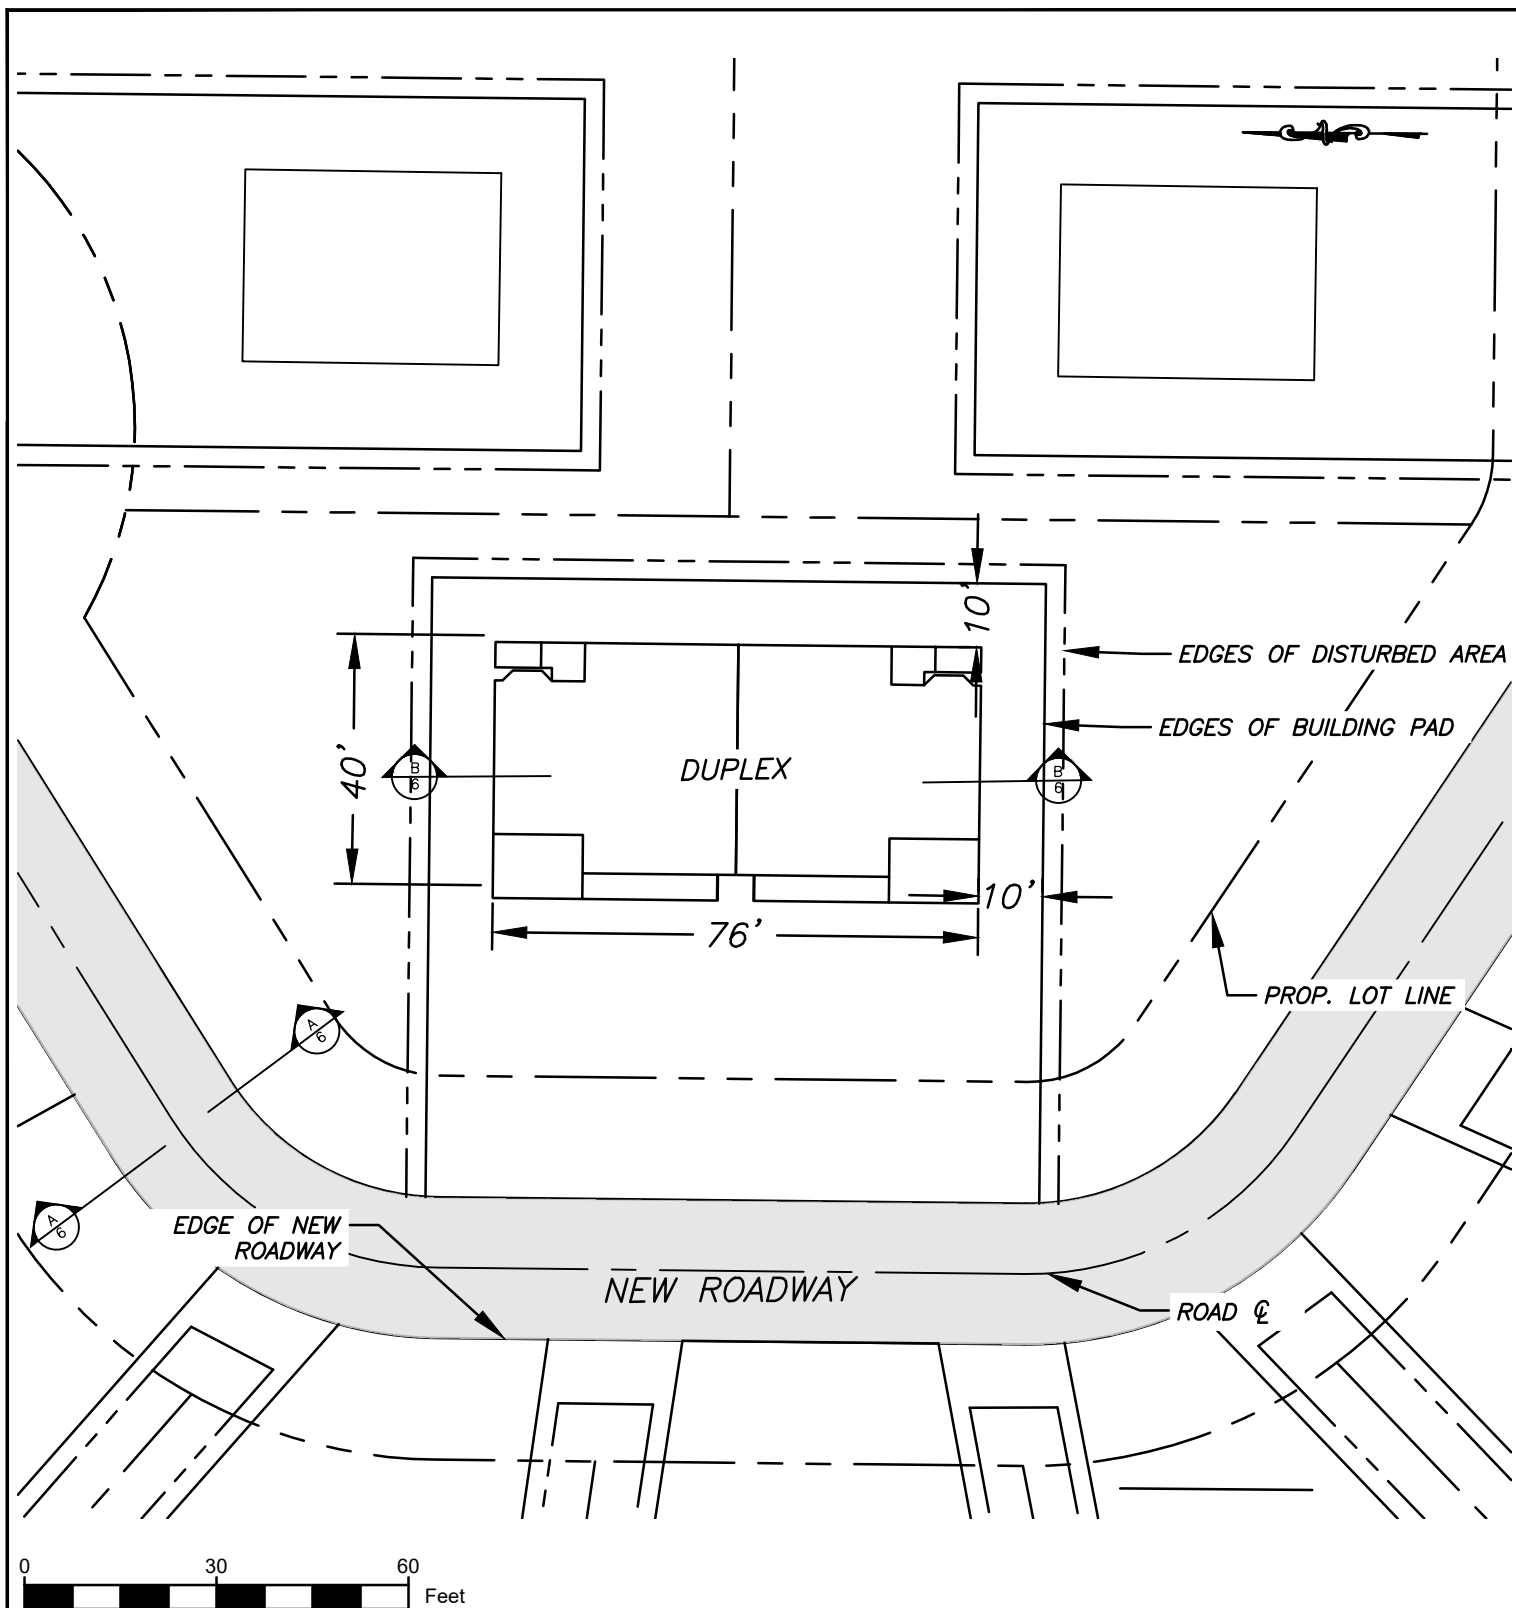 10'
EDGES OF DISTURBED AREA
EDGES OF BUILDING PAD
40'
DUPLEX
B
6
B
6
10'
76'
PROP. LOT LINE
A
6
A
6
EDGE OF NEW
ROADWAY
NEW ROADWAY
ROAD ℄
0 30 60
Feet